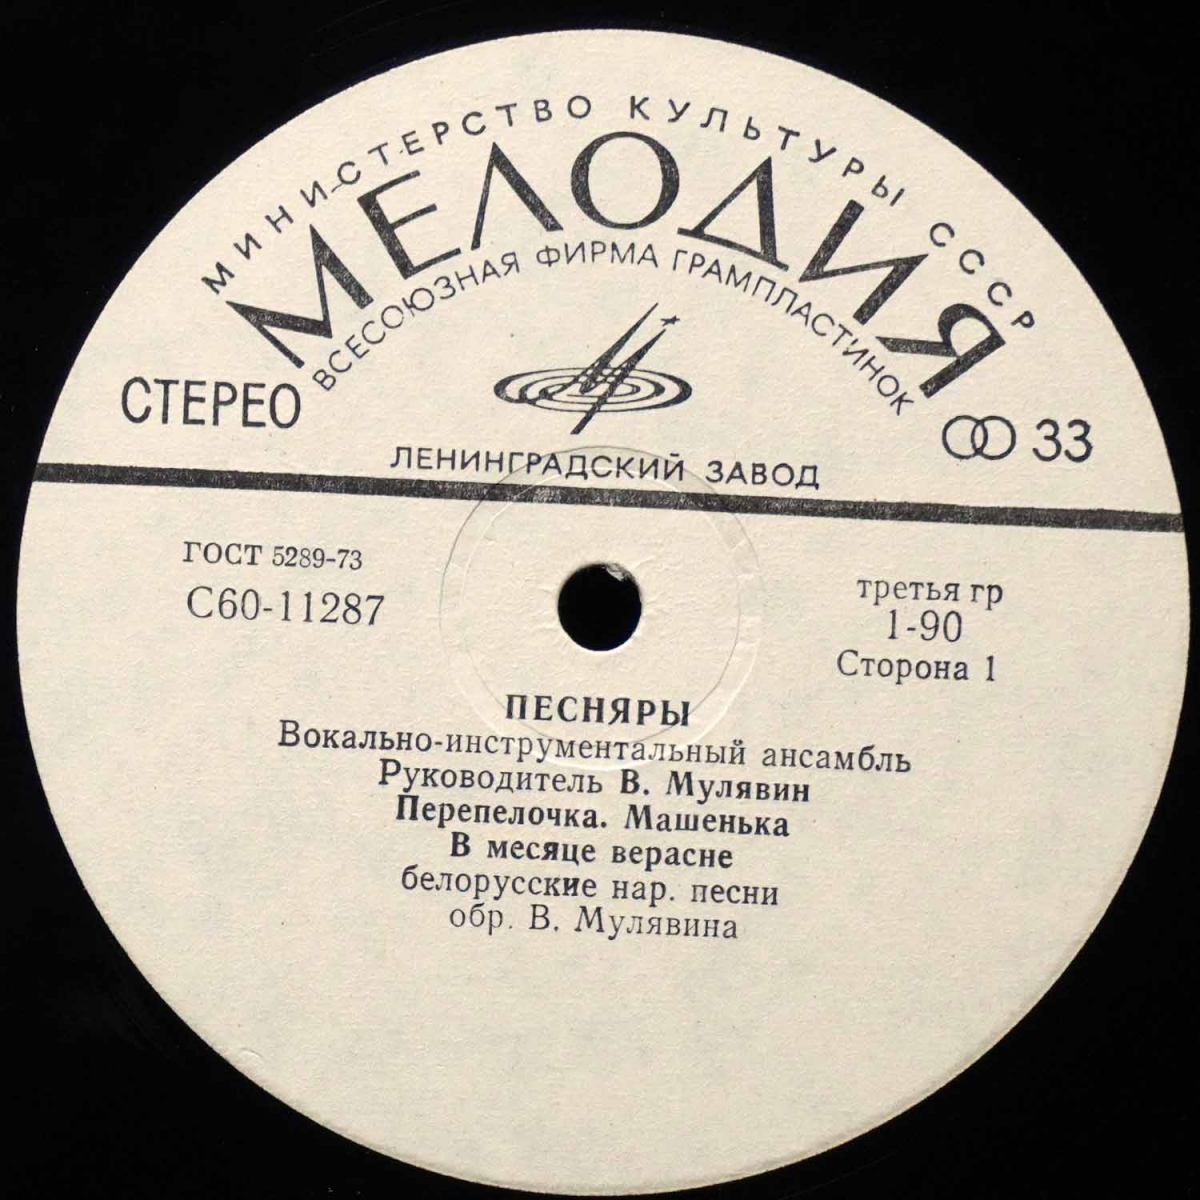 МИНИСТЕРСТВО КУЛЬТУРЫ СССР
МЕЛОДИЯ
ВСЕСОЮЗНАЯ ФИРМА ГРАМПЛАСТИНОК
СТЕРЕО
33
ЛЕНИНГРАДСКИЙ ЗАВОД
ГОСТ 5289-73
С60-11287
третья гр
1-90
Сторона 1
ПЕСНЯРЫ
Вокально-инструментальный ансамбль
Руководитель В. Мулявин
Перепелочка. Машенька
В месяце верасне
белорусские нар. песни
обр. В. Мулявина